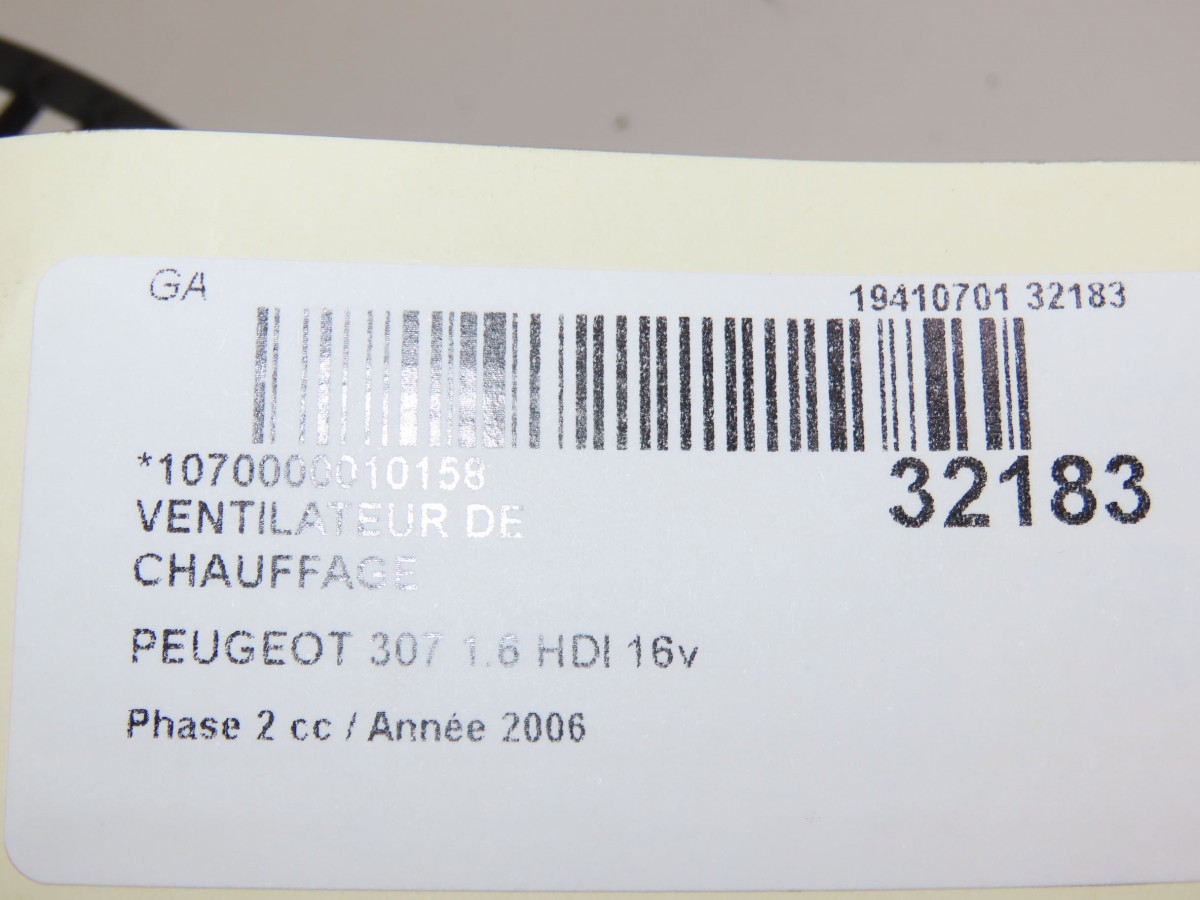 GA
19410701 32183
*1070000010158
32183
VENTILATEUR DE
CHAUFFAGE
PEUGEOT 307 1.6 HDI 16v
Phase 2 cc / Année 2006